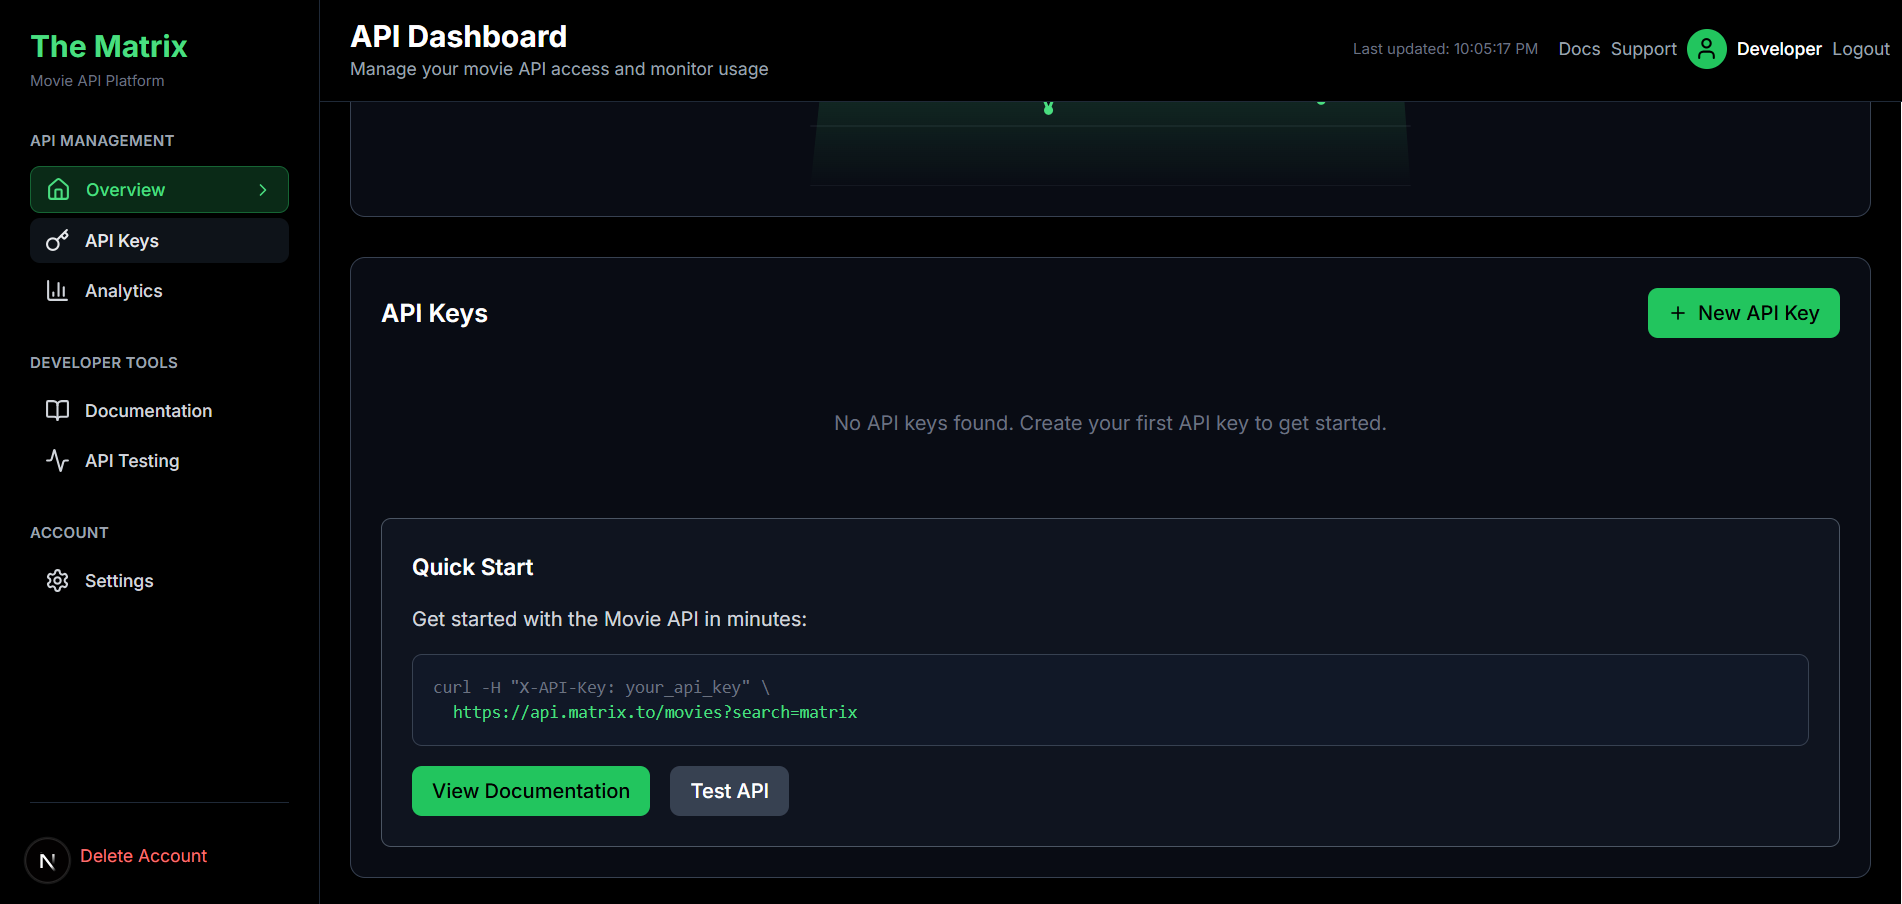 The Matrix
Movie API Platform
API MANAGEMENT
Overview
API Keys
Analytics
DEVELOPER TOOLS
Documentation
API Testing
ACCOUNT
Settings
N
Delete Account
API Dashboard
Manage your movie API access and monitor usage
Last updated: 10:05:17 PM Docs Support Developer Logout
API Keys
+ New API Key
No API keys found. Create your first API key to get started.
Quick Start
Get started with the Movie API in minutes:
curl -H "X-API-Key: your_api_key" \
https://api.matrix.to/movies?search=matrix
View Documentation
Test API